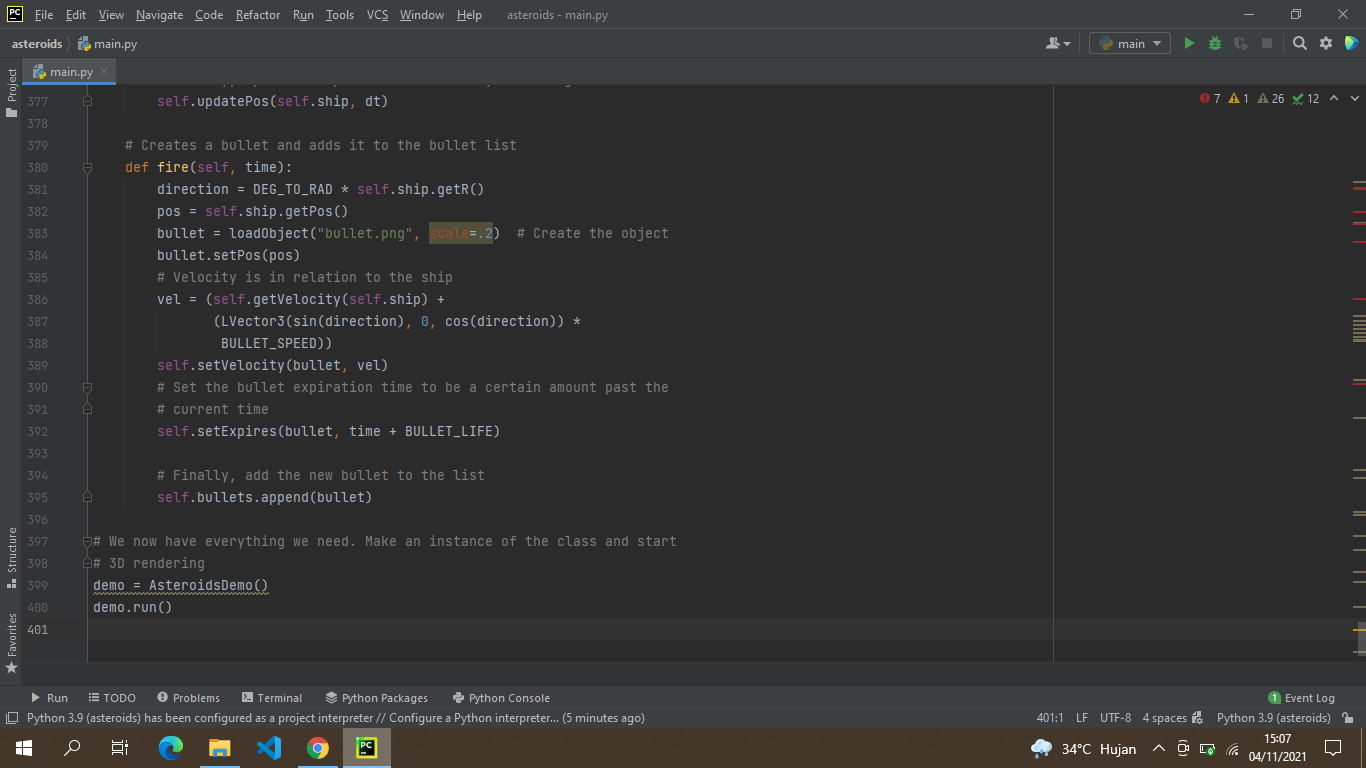 PC File Edit View Navigate Code Refactor Run Tools VCS Window Help asteroids - main.py
asteroids main.py main
main.py
7 1 26 12
377 self.updatePos(self.ship, dt)
378
379 # Creates a bullet and adds it to the bullet list
380 def fire(self, time):
381 direction = DEG_TO_RAD * self.ship.getR()
382 pos = self.ship.getPos()
383 bullet = loadObject("bullet.png", scale=.2)  # Create the object
384 bullet.setPos(pos)
385 # Velocity is in relation to the ship
386 vel = (self.getVelocity(self.ship) +
387 (LVector3(sin(direction), 0, cos(direction)) *
388 BULLET_SPEED))
389 self.setVelocity(bullet, vel)
390 # Set the bullet expiration time to be a certain amount past the
391 # current time
392 self.setExpires(bullet, time + BULLET_LIFE)
393
394 # Finally, add the new bullet to the list
395 self.bullets.append(bullet)
396
397 # We now have everything we need. Make an instance of the class and start
398 # 3D rendering
399 demo = AsteroidsDemo()
400 demo.run()
401
Project
Structure
Favorites
Run TODO Problems Terminal Python Packages Python Console 1 Event Log
Python 3.9 (asteroids) has been configured as a project interpreter // Configure a Python interpreter... (5 minutes ago) 401:1 LF UTF-8 4 spaces Python 3.9 (asteroids)
PC 34°C Hujan 15:07
04/11/2021